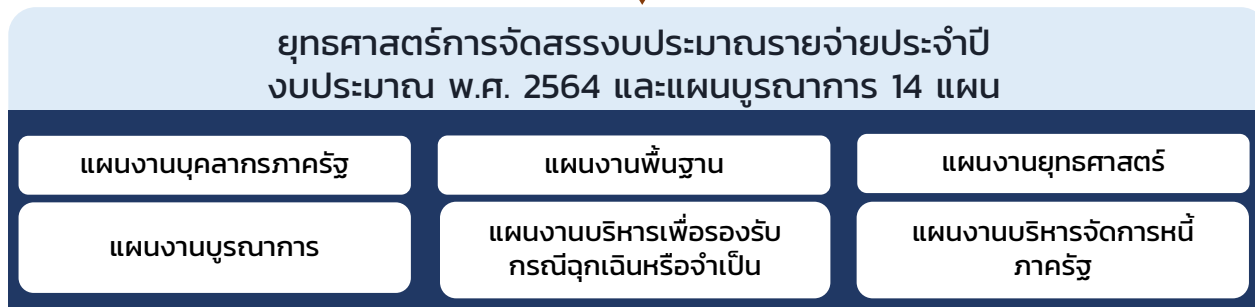 ยุทธศาสตร์การจัดสรรงบประมาณรายจ่ายประจำปี
งบประมาณ พ.ศ. 2564 และแผนบูรณาการ 14 แผน
แผนงานบุคลากรภาครัฐ
แผนงานพื้นฐาน
แผนงานยุทธศาสตร์
แผนงานบูรณาการ
แผนงานบริหารเพื่อรองรับ
กรณีฉุกเฉินหรือจำเป็น
แผนงานบริหารจัดการหนี้
ภาครัฐ